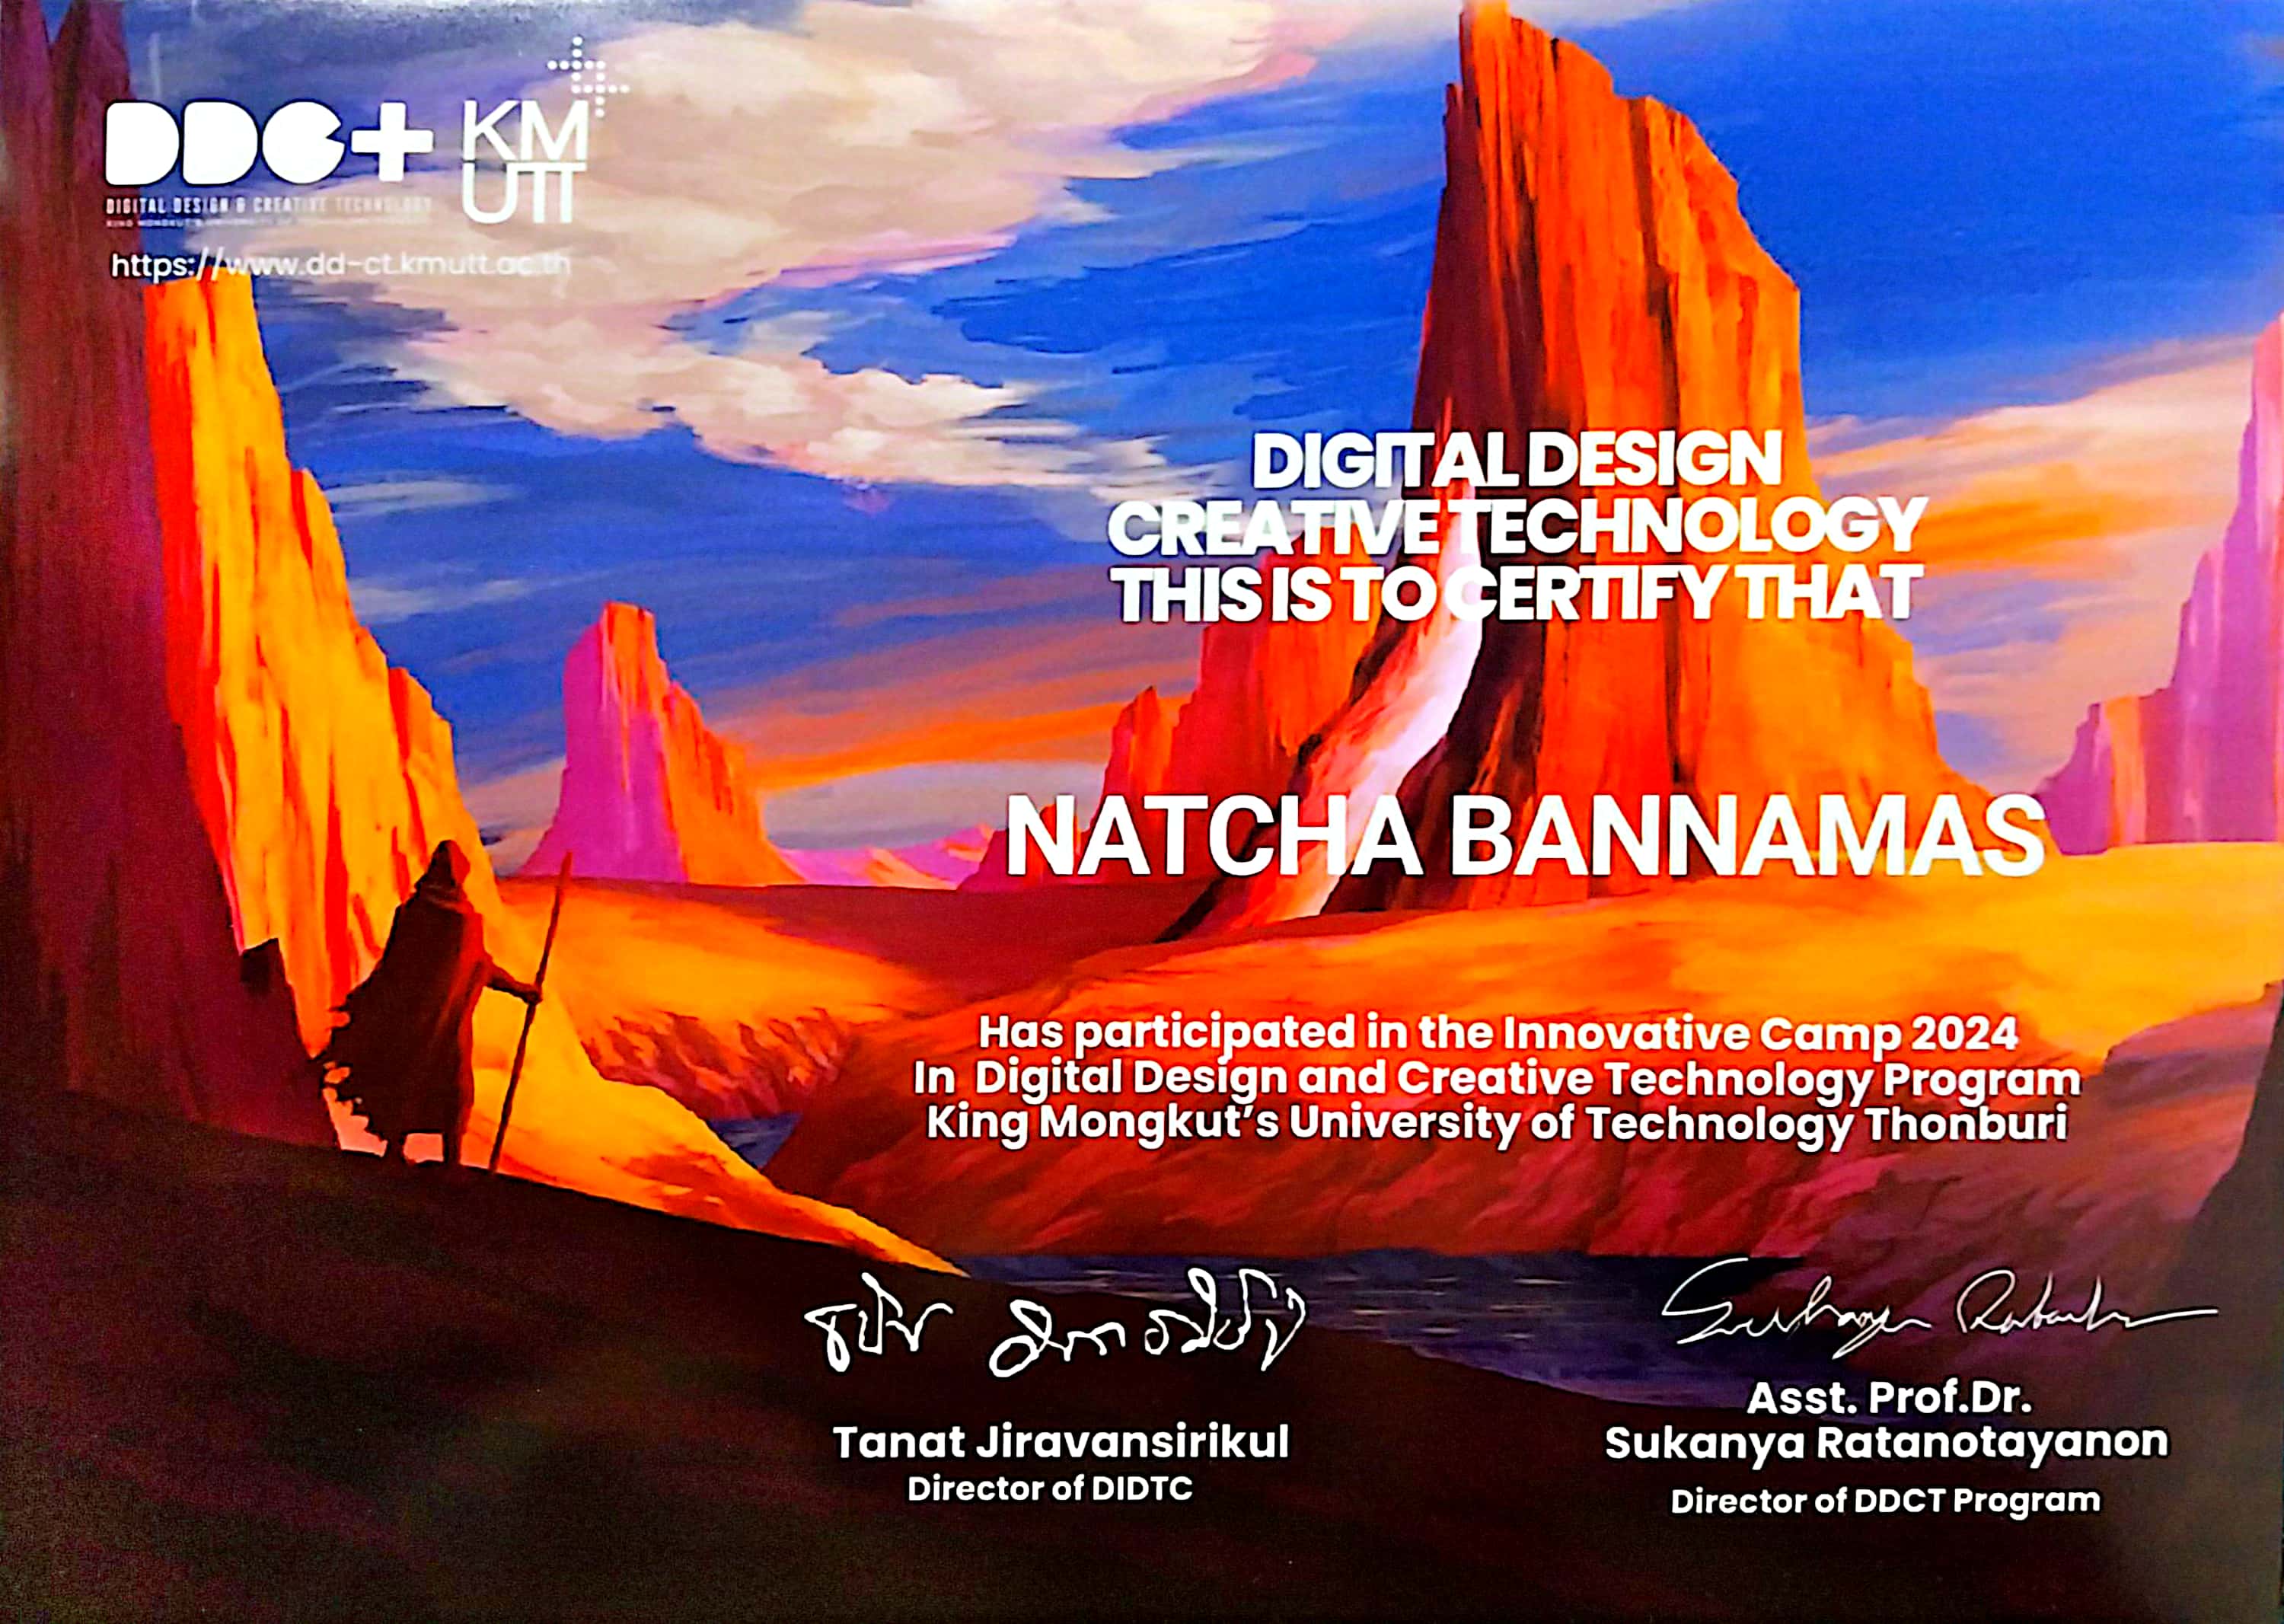 DDC+ KMUTT
DIGITAL DESIGN & CREATIVE TECHNOLOGY
https://www.dd-ct.kmutt.ac.th
DIGITAL DESIGN
CREATIVE TECHNOLOGY
THIS IS TO CERTIFY THAT
NATCHA BANNAMAS
Has participated in the Innovative Camp 2024
In Digital Design and Creative Technology Program
King Mongkut's University of Technology Thonburi
Tanat Jiravansirikul
Director of DIDTC
Asst. Prof.Dr.
Sukanya Ratanotayanon
Director of DDCT Program